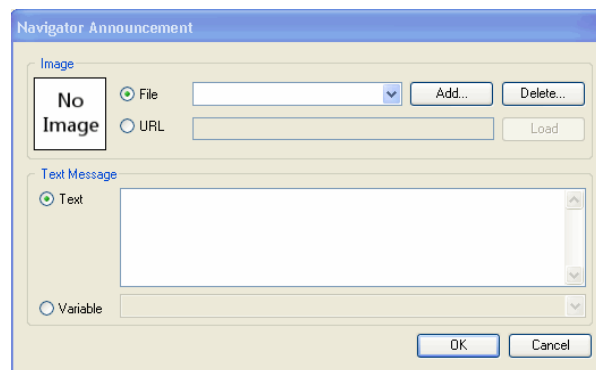 Navigator Announcement
Image
No
Image
File
Add...
Delete...
URL
Load
Text Message
Text
Variable
OK
Cancel